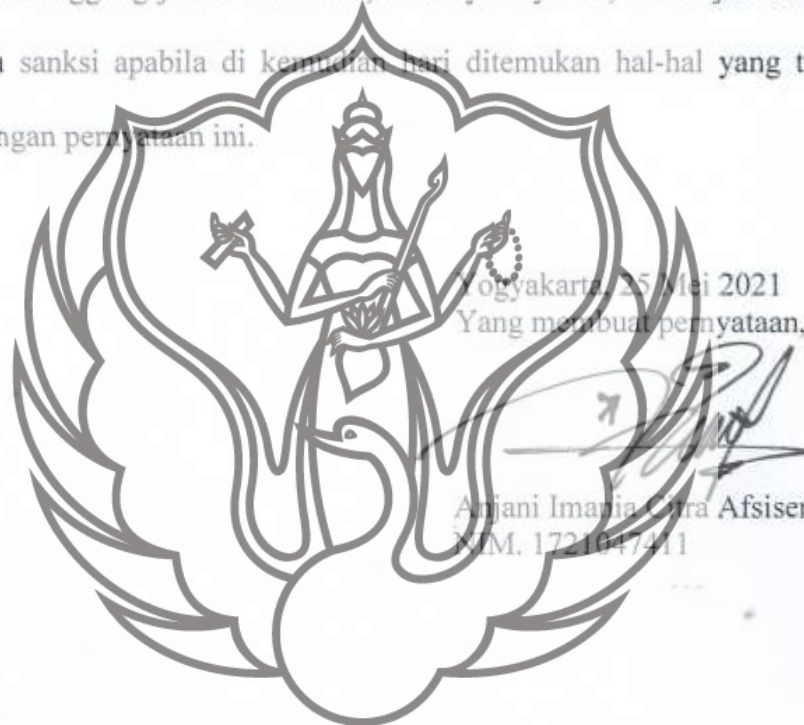 sanksi apabila di kemudian hari ditemukan hal-hal yang t
ngan pernyataan ini.
Yogyakarta, 25 Mei 2021
Yang membuat pernyataan,
Anjani Imania Citra Afsiser
NIM. 1721047411